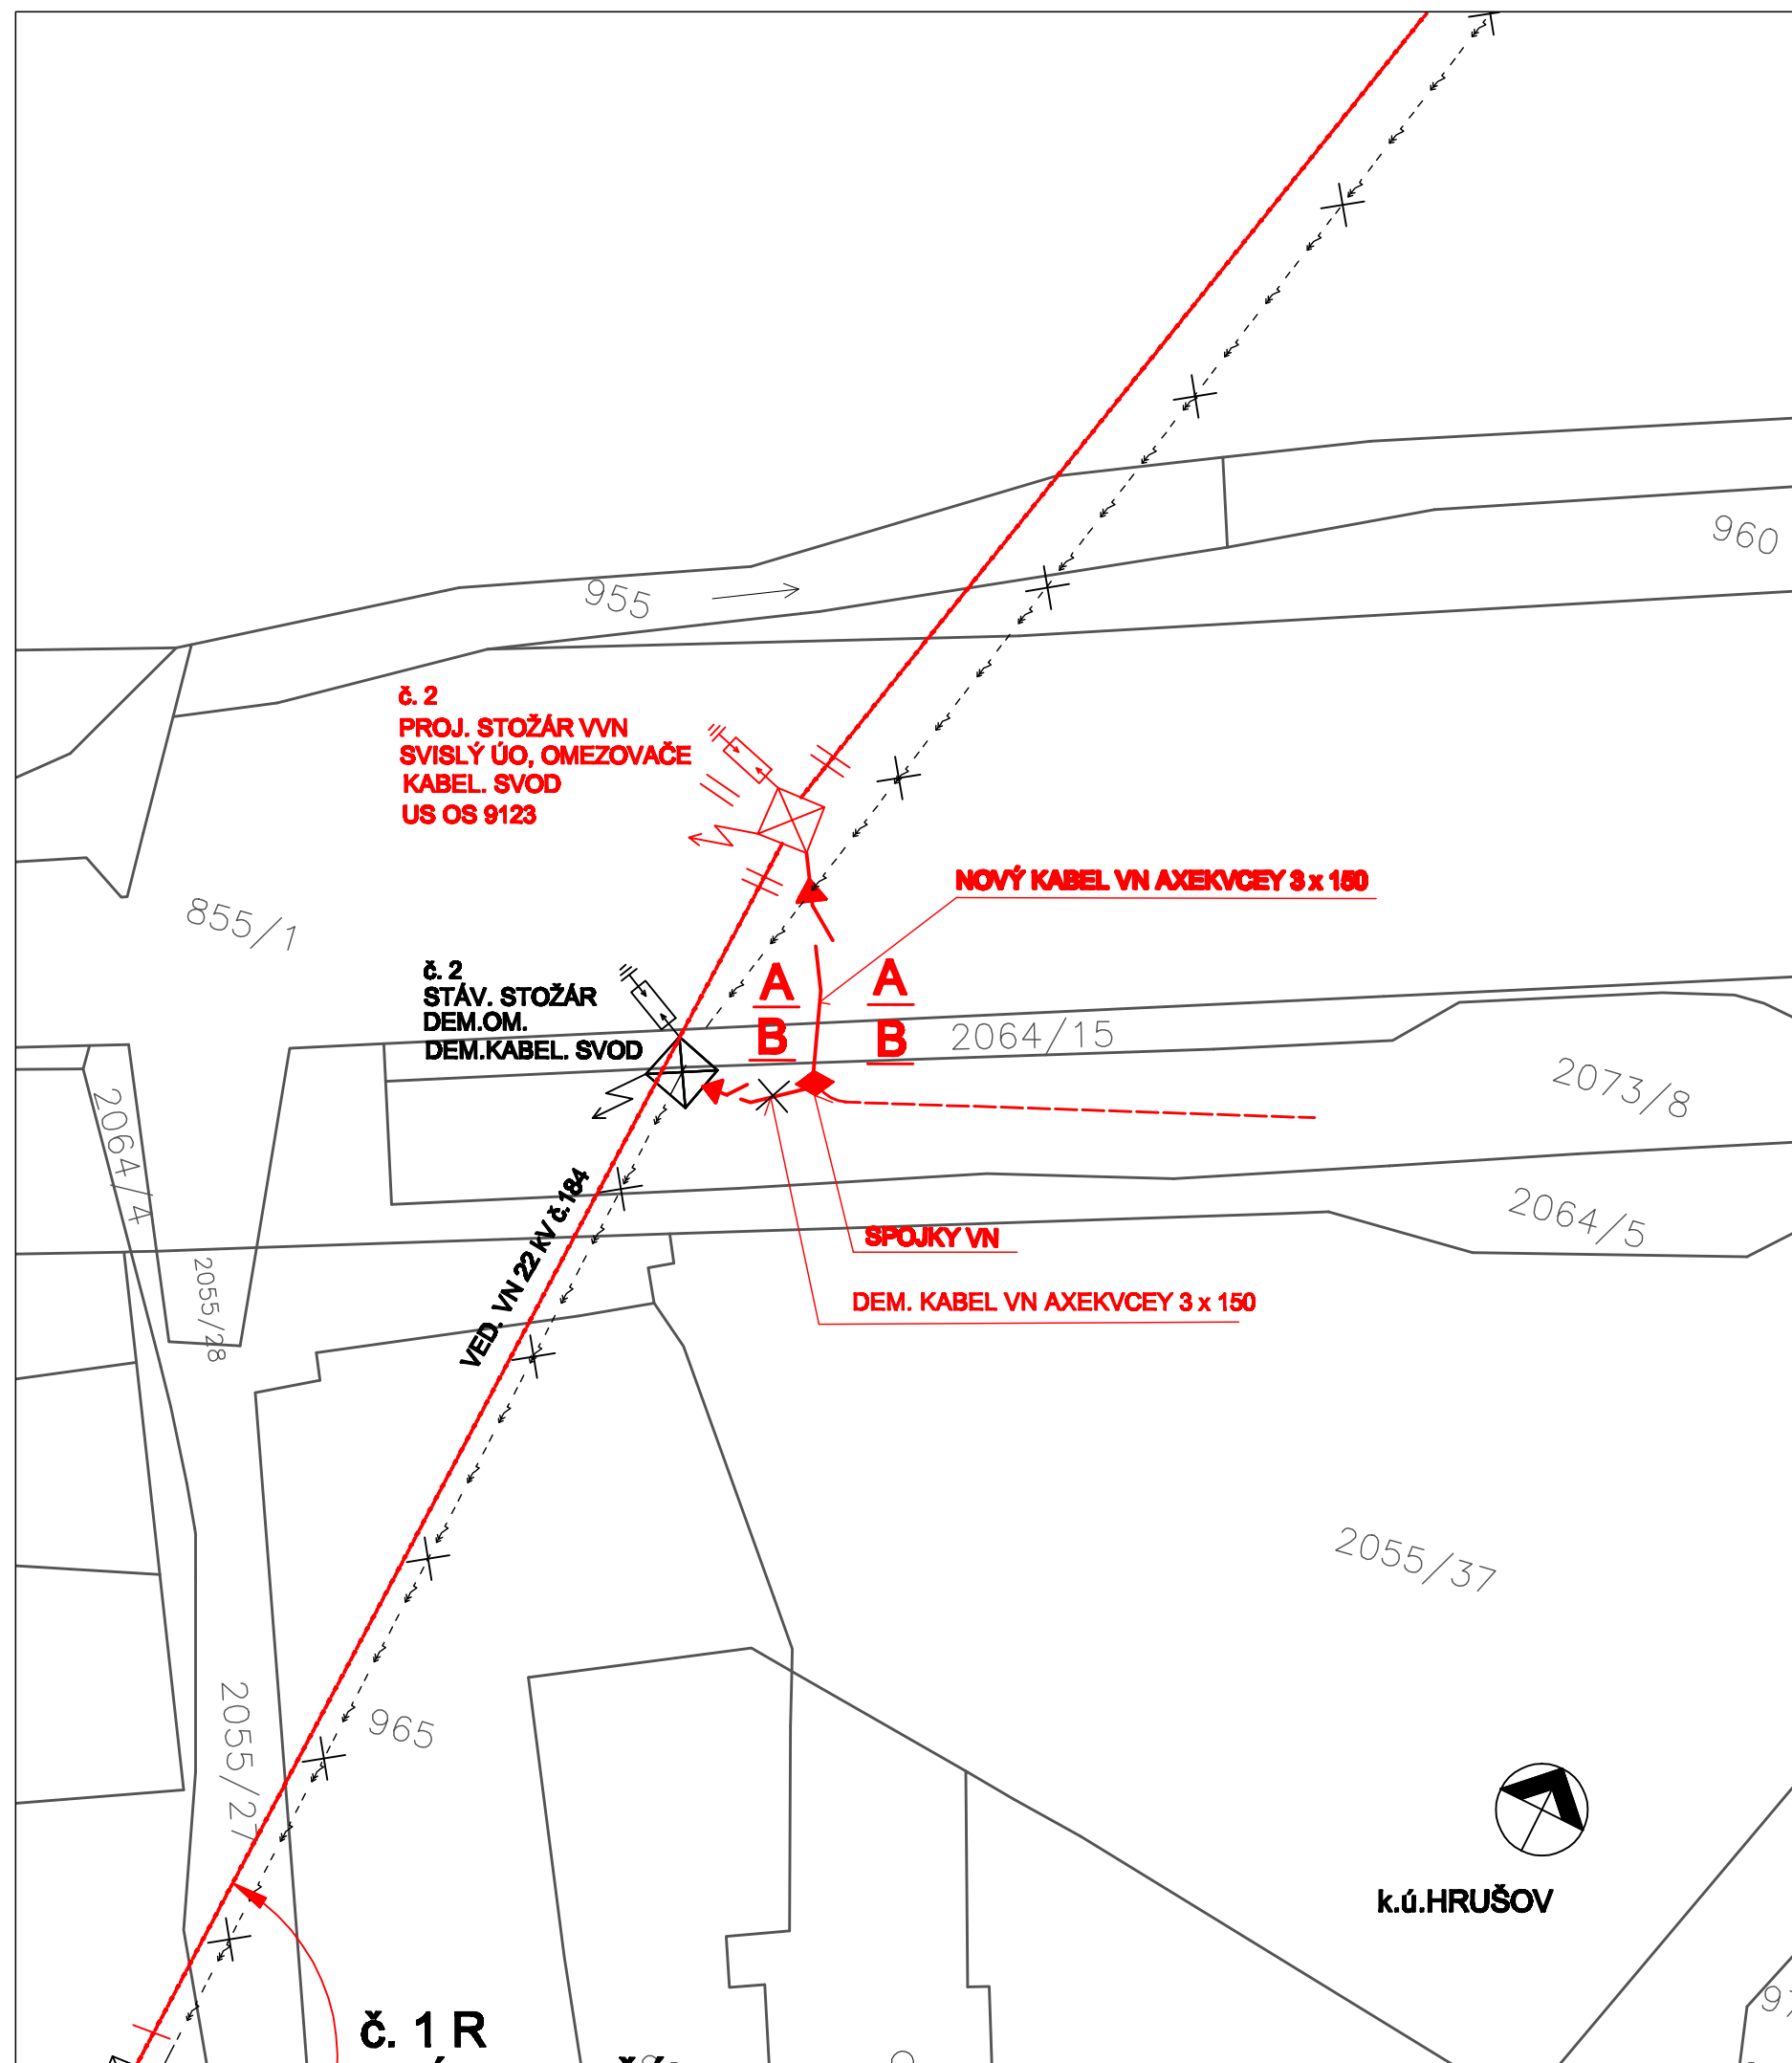 960
955
č. 2
PROJ. STOŽÁR VVN
SVISLÝ ÚO, OMEZOVAČE
KABEL. SVOD
US OS 9123
NOVÝ KABEL VN AXEKVCEY 3 x 150
855/1
č. 2
STÁV. STOŽÁR
DEM.OM.
DEM.KABEL. SVOD
A
B
A
B
2064/15
2073/8
2064/4
VED. VN 22 kV č.184
2064/5
SPOJKY VN
2055/28
DEM. KABEL VN AXEKVCEY 3 x 150
2055/37
2055/27
965
k.ú.HRUŠOV
č. 1 R